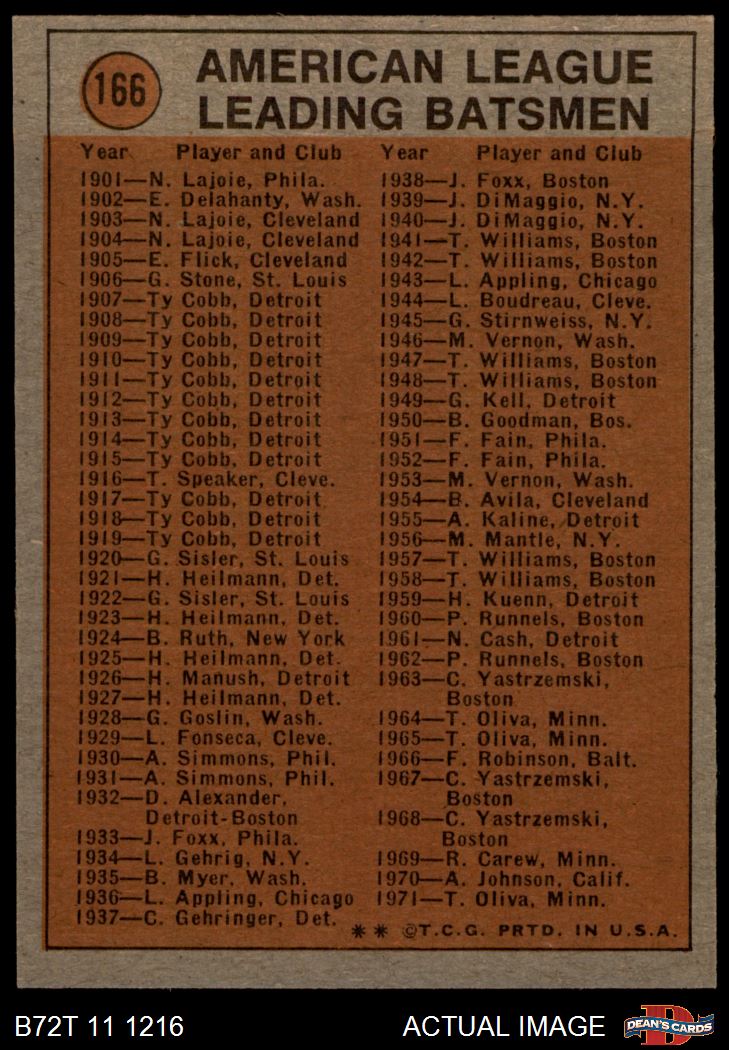 166
AMERICAN LEAGUE
LEADING BATSMEN
Year Player and Club
1901—N. Lajoie, Phila.
1902—E. Delahanty, Wash.
1903—N. Lajoie, Cleveland
1904—N. Lajoie, Cleveland
1905—E. Flick, Cleveland
1906—G. Stone, St. Louis
1907—Ty Cobb, Detroit
1908—Ty Cobb, Detroit
1909—Ty Cobb, Detroit
1910—Ty Cobb, Detroit
1911—Ty Cobb, Detroit
1912—Ty Cobb, Detroit
1913—Ty Cobb, Detroit
1914—Ty Cobb, Detroit
1915—Ty Cobb, Detroit
1916—T. Speaker, Cleve.
1917—Ty Cobb, Detroit
1918—Ty Cobb, Detroit
1919—Ty Cobb, Detroit
1920—G. Sisler, St. Louis
1921—H. Heilmann, Det.
1922—G. Sisler, St. Louis
1923—H. Heilmann, Det.
1924—B. Ruth, New York
1925—H. Heilmann, Det.
1926—H. Manush, Detroit
1927—H. Heilmann, Det.
1928—G. Goslin, Wash.
1929—L. Fonseca, Cleve.
1930—A. Simmons, Phil.
1931—A. Simmons, Phil.
1932—D. Alexander,
Detroit-Boston
1933—J. Foxx, Phila.
1934—L. Gehrig, N.Y.
1935—B. Myer, Wash.
1936—L. Appling, Chicago
1937—C. Gehringer, Det.
Year Player and Club
1938—J. Foxx, Boston
1939—J. DiMaggio, N.Y.
1940—J. DiMaggio, N.Y.
1941—T. Williams, Boston
1942—T. Williams, Boston
1943—L. Appling, Chicago
1944—L. Boudreau, Cleve.
1945—G. Stirnweiss, N.Y.
1946—M. Vernon, Wash.
1947—T. Williams, Boston
1948—T. Williams, Boston
1949—G. Kell, Detroit
1950—B. Goodman, Bos.
1951—F. Fain, Phila.
1952—F. Fain, Phila.
1953—M. Vernon, Wash.
1954—B. Avila, Cleveland
1955—A. Kaline, Detroit
1956—M. Mantle, N.Y.
1957—T. Williams, Boston
1958—T. Williams, Boston
1959—H. Kuenn, Detroit
1960—P. Runnels, Boston
1961—N. Cash, Detroit
1962—P. Runnels, Boston
1963—C. Yastrzemski,
Boston
1964—T. Oliva, Minn.
1965—T. Oliva, Minn.
1966—F. Robinson, Balt.
1967—C. Yastrzemski,
Boston
1968—C. Yastrzemski,
Boston
1969—R. Carew, Minn.
1970—A. Johnson, Calif.
1971—T. Oliva, Minn.
** ©T.C.G. PRTD. IN U.S.A.
B72T 11 1216
ACTUAL IMAGE
D
DEAN'S CARDS